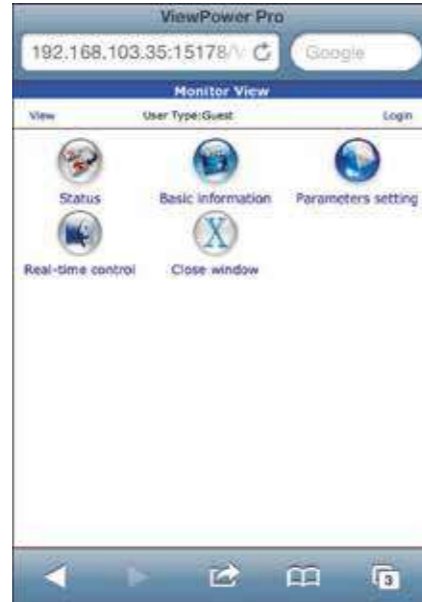 ViewPower Pro
192.168.103.35:15178/
Google
Monitor View
View User Type:Guest Login
Status Basic information Parameters setting
Real-time control Close window
3